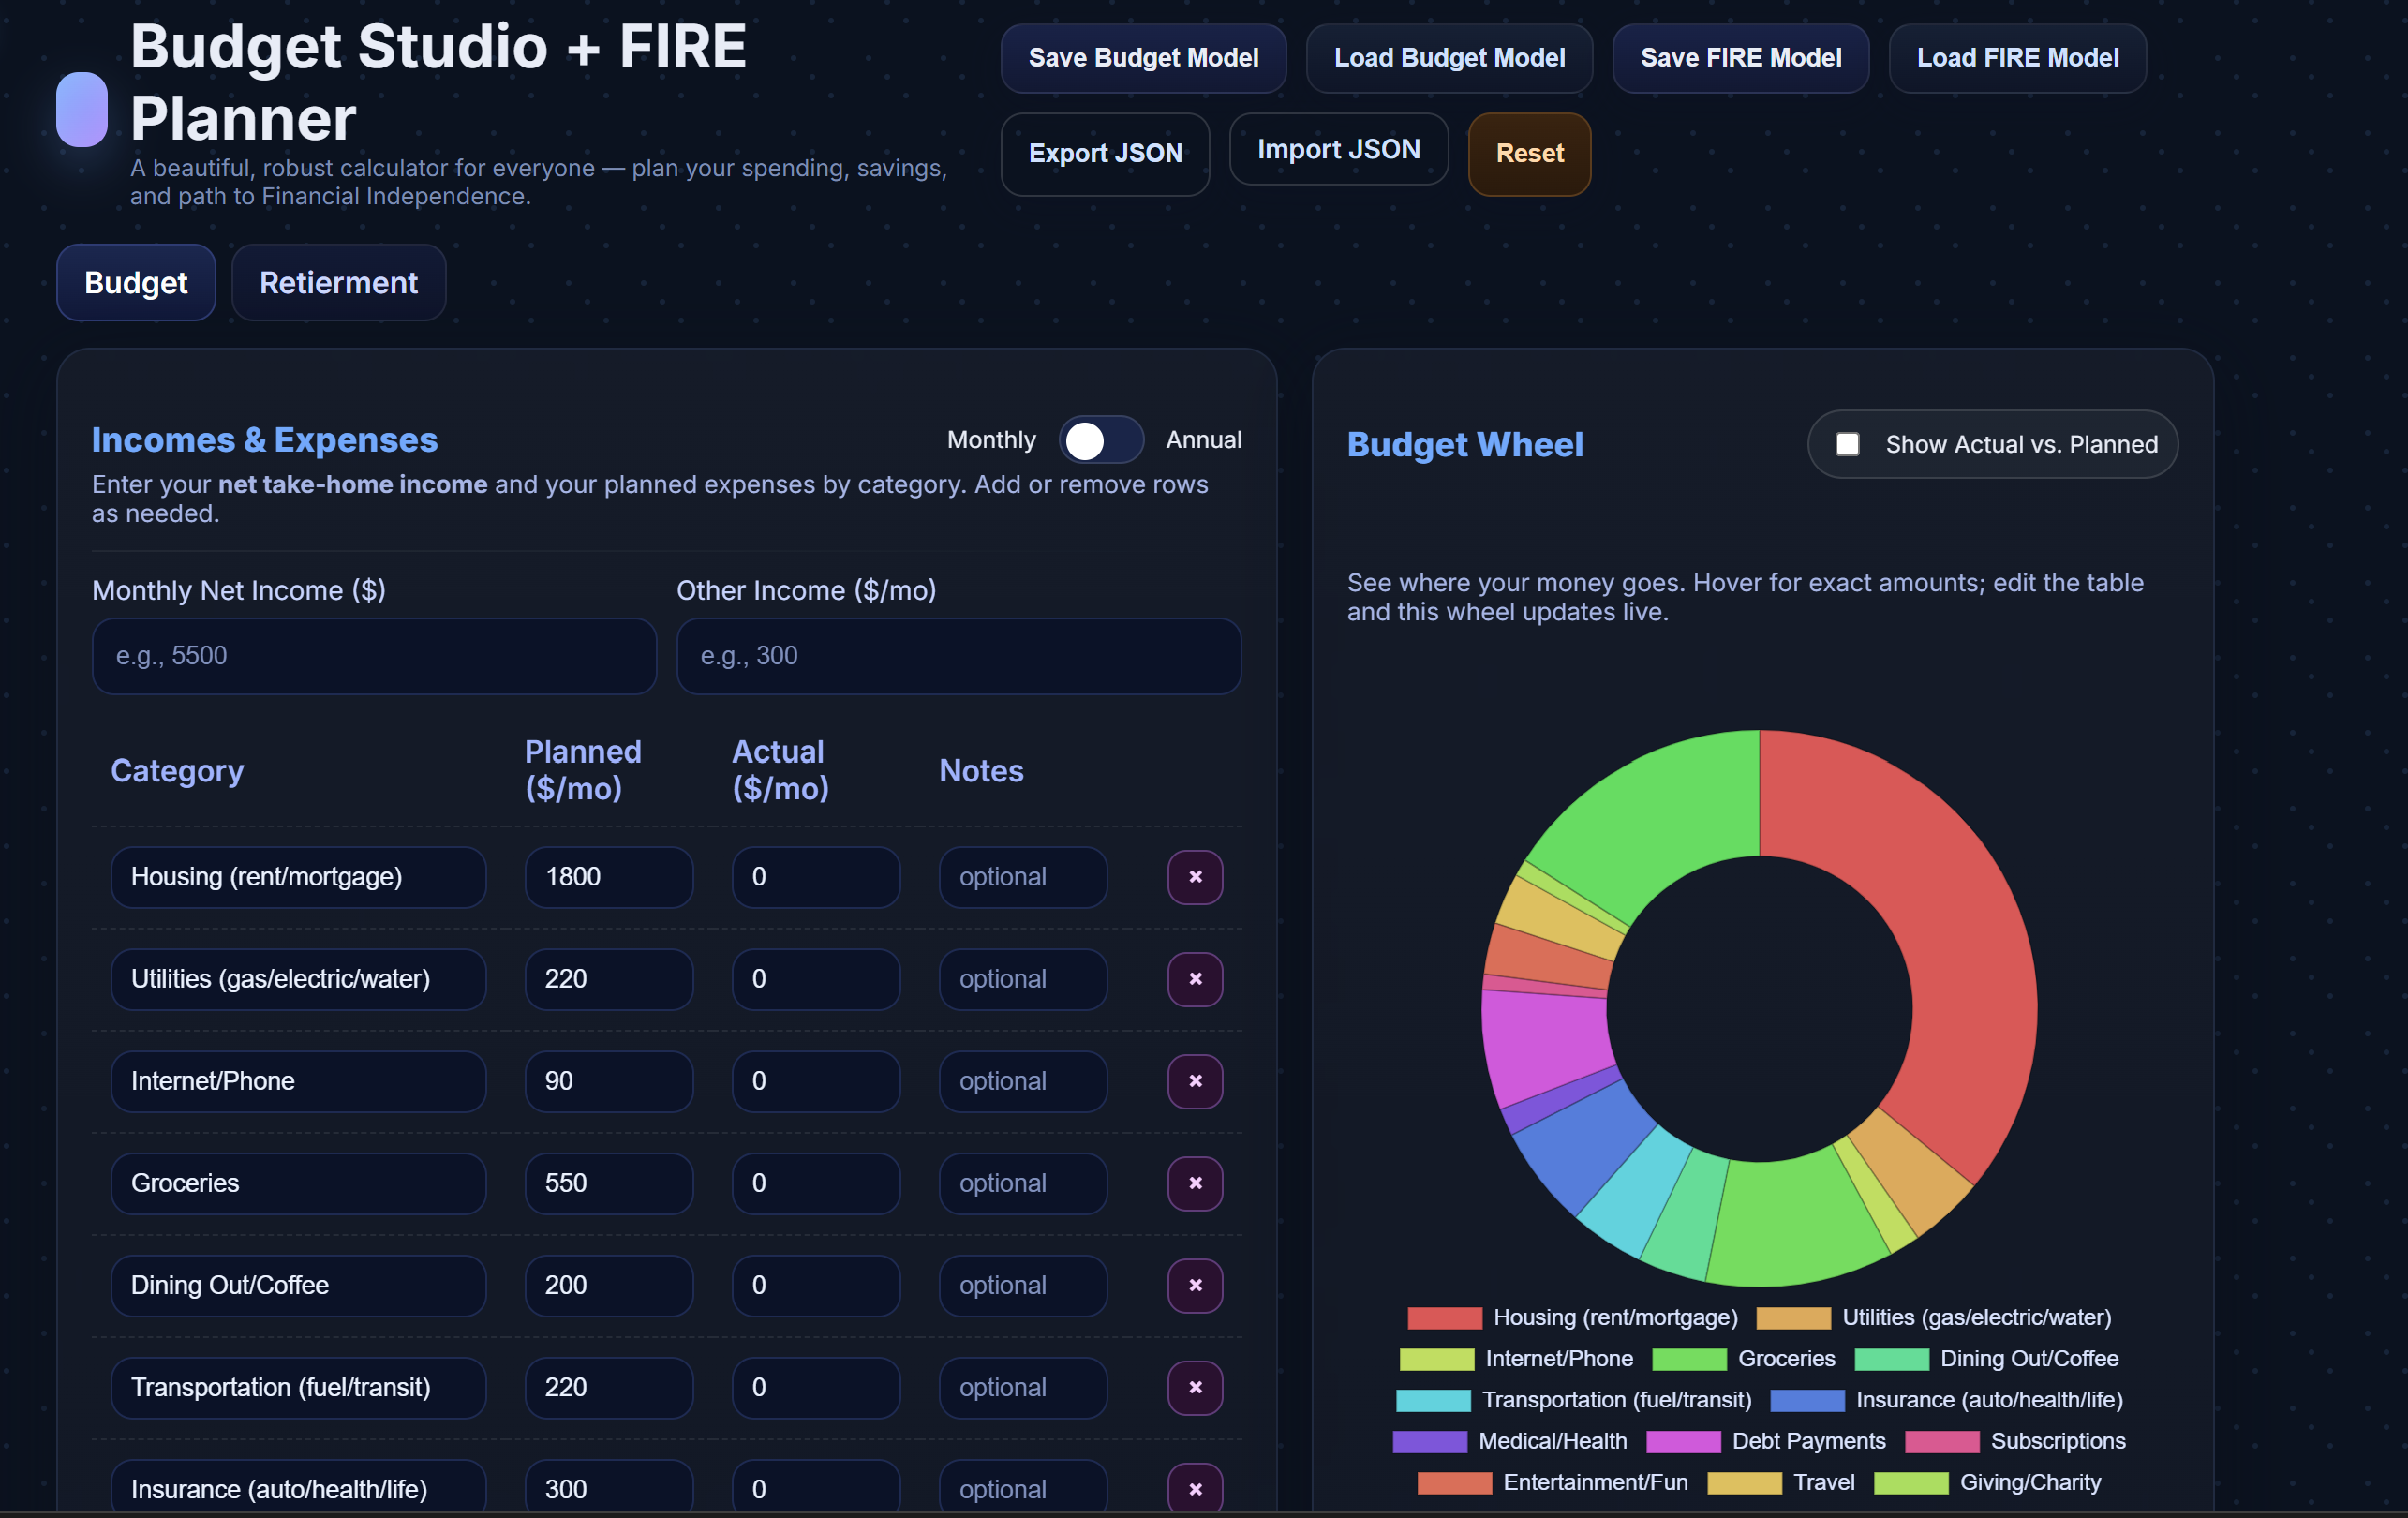 Budget Studio + FIRE
Planner
A beautiful, robust calculator for everyone — plan your spending, savings,
and path to Financial Independence.
Save Budget Model
Load Budget Model
Save FIRE Model
Load FIRE Model
Export JSON
Import JSON
Reset
Budget
Retierment
Incomes & Expenses
Monthly
Annual
Enter your net take-home income and your planned expenses by category. Add or remove rows
as needed.
Monthly Net Income ($)
Other Income ($/mo)
e.g., 5500
e.g., 300
Category
Planned
($/mo)
Actual
($/mo)
Notes
Housing (rent/mortgage) 1800 0 optional ×
Utilities (gas/electric/water) 220 0 optional ×
Internet/Phone 90 0 optional ×
Groceries 550 0 optional ×
Dining Out/Coffee 200 0 optional ×
Transportation (fuel/transit) 220 0 optional ×
Insurance (auto/health/life) 300 0 optional ×
Budget Wheel
Show Actual vs. Planned
See where your money goes. Hover for exact amounts; edit the table
and this wheel updates live.
Housing (rent/mortgage) Utilities (gas/electric/water)
Internet/Phone Groceries Dining Out/Coffee
Transportation (fuel/transit) Insurance (auto/health/life)
Medical/Health Debt Payments Subscriptions
Entertainment/Fun Travel Giving/Charity